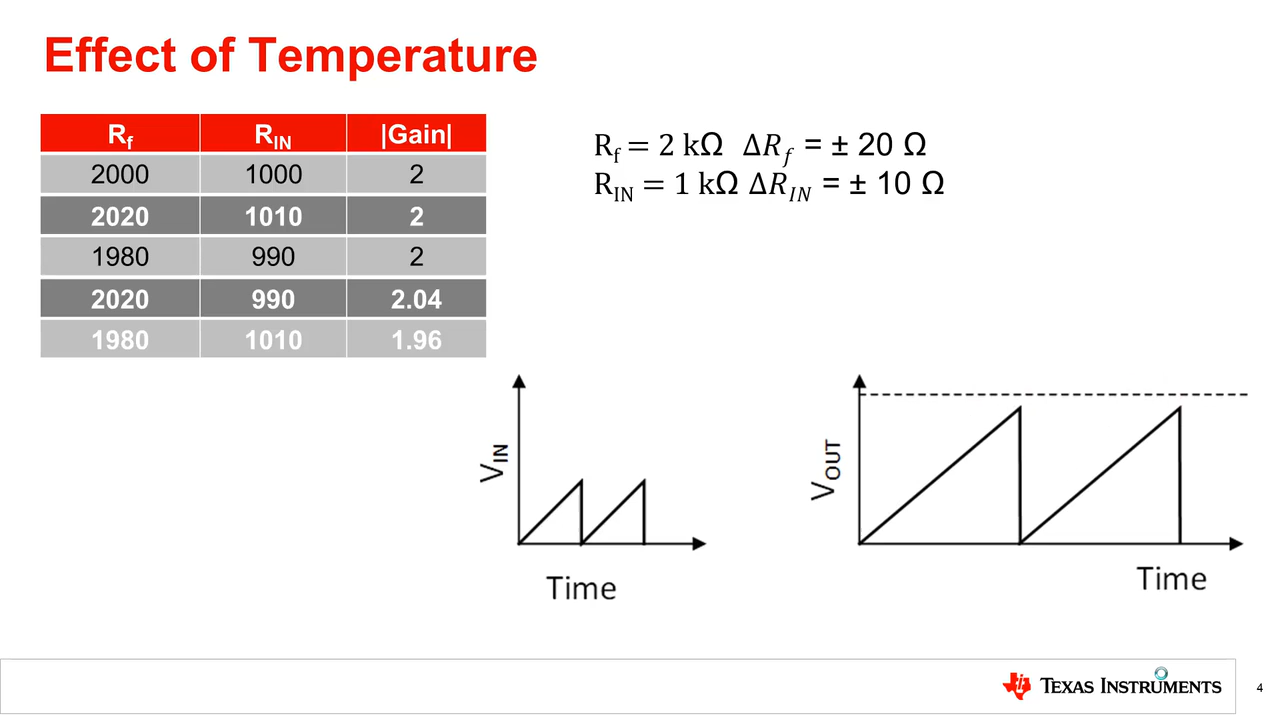 Effect of Temperature
Rf RIN |Gain|
2000 1000 2
2020 1010 2
1980 990 2
2020 990 2.04
1980 1010 1.96
Rf = 2 kΩ ΔRf = ± 20 Ω
RIN = 1 kΩ ΔRIN = ± 10 Ω
VIN
Time
VOUT
Time
TEXAS INSTRUMENTS
4